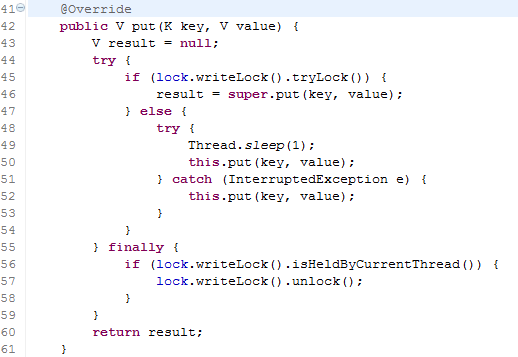 41 @Override
42 public V put(K key, V value) {
43 V result = null;
44 try {
45 if (lock.writeLock().tryLock()) {
46 result = super.put(key, value);
47 } else {
48 try {
49 Thread.sleep(1);
50 this.put(key, value);
51 } catch (InterruptedException e) {
52 this.put(key, value);
53 }
54 }
55 } finally {
56 if (lock.writeLock().isHeldByCurrentThread()) {
57 lock.writeLock().unlock();
58 }
59 }
60 return result;
61 }